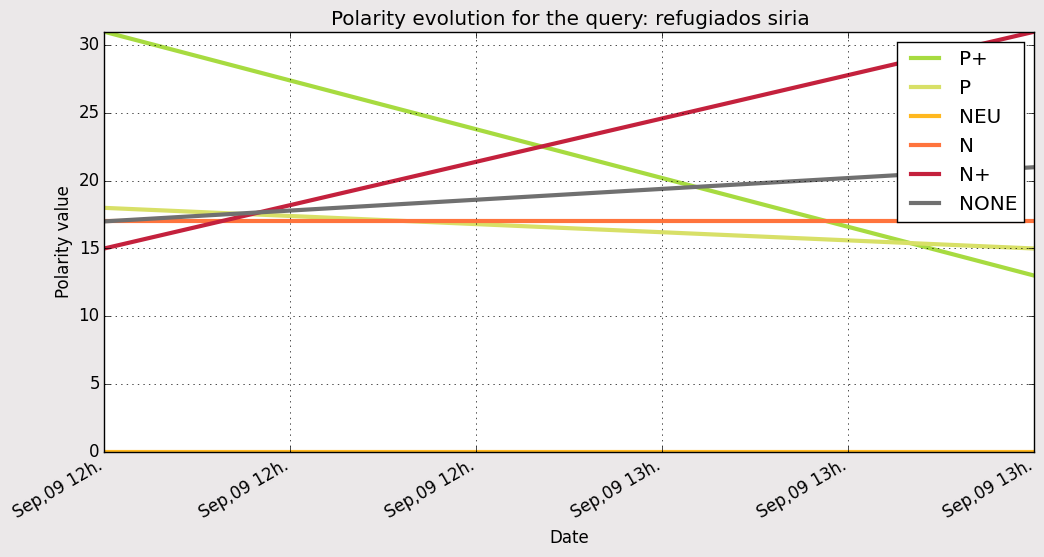 Polarity evolution for the query: refugiados siria
30
25
20
15
10
5
0
Polarity value
P+
P
NEU
N
N+
NONE
Sep,09 12h.
Sep,09 12h.
Sep,09 12h.
Sep,09 13h.
Sep,09 13h.
Sep,09 13h.
Date